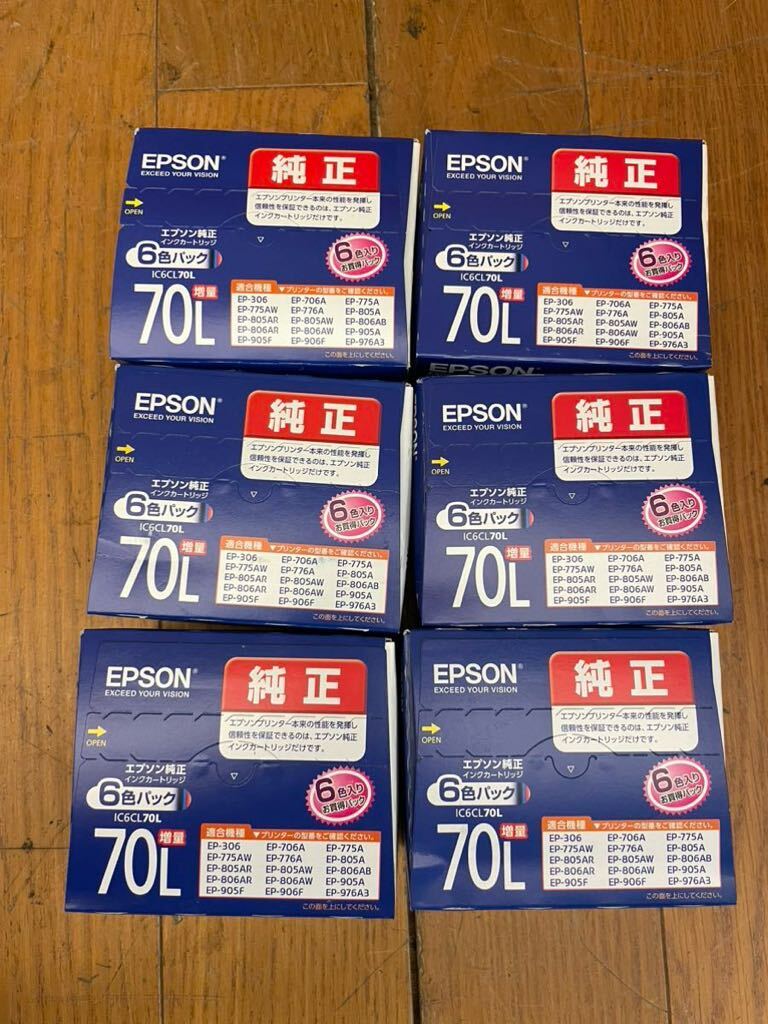 EPSON
EXCEED YOUR VISION
純正
エプソンプリンター本来の性能を発揮し
信頼性を保証できるのは、エプソン純正
インクカートリッジだけです。
OPEN
エプソン純正
インクカートリッジ
6色パック
IC6CL70L
70L 増量
6色入り
お買得パック
適合機種 ▼プリンターの型番をご確認ください。
EP-306 EP-706A EP-775A
EP-775AW EP-776A EP-805A
EP-805AR EP-805AW EP-806AB
EP-806AR EP-806AW EP-905A
EP-905F EP-906F EP-976A3
この面を上にしてください。
EPSON
EXCEED YOUR VISION
純正
エプソンプリンター本来の性能を発揮し
信頼性を保証できるのは、エプソン純正
インクカートリッジだけです。
OPEN
エプソン純正
インクカートリッジ
6色パック
IC6CL70L
70L 増量
6色入り
お買得パック
適合機種 ▼プリンターの型番をご確認ください。
EP-306 EP-706A EP-775A
EP-775AW EP-776A EP-805A
EP-805AR EP-805AW EP-806AB
EP-806AR EP-806AW EP-905A
EP-905F EP-906F EP-976A3
この面を上にしてください。
EPSON
EXCEED YOUR VISION
純正
エプソンプリンター本来の性能を発揮し
信頼性を保証できるのは、エプソン純正
インクカートリッジだけです。
OPEN
エプソン純正
インクカートリッジ
6色パック
IC6CL70L
70L 増量
6色入り
お買得パック
適合機種 ▼プリンターの型番をご確認ください。
EP-306 EP-706A EP-775A
EP-775AW EP-776A EP-805A
EP-805AR EP-805AW EP-806AB
EP-806AR EP-806AW EP-905A
EP-905F EP-906F EP-976A3
この面を上にしてください。
EPSON
EPSON
EPSON
EXCEED YOUR VISION
純正
エプソンプリンター本来の性能を発揮し
信頼性を保証できるのは、エプソン純正
インクカートリッジだけです。
OPEN
エプソン純正
インクカートリッジ
6色パック
IC6CL70L
70L 増量
6色入り
お買得パック
適合機種 ▼プリンターの型番をご確認ください。
EP-306 EP-706A EP-775A
EP-775AW EP-776A EP-805A
EP-805AR EP-805AW EP-806AB
EP-806AR EP-806AW EP-905A
EP-905F EP-906F EP-976A3
この面を上にしてください。
EPSON
EXCEED YOUR VISION
純正
エプソンプリンター本来の性能を発揮し
信頼性を保証できるのは、エプソン純正
インクカートリッジだけです。
OPEN
エプソン純正
インクカートリッジ
6色パック
IC6CL70L
70L 増量
6色入り
お買得パック
適合機種 ▼プリンターの型番をご確認ください。
EP-306 EP-706A EP-775A
EP-775AW EP-776A EP-805A
EP-805AR EP-805AW EP-806AB
EP-806AR EP-806AW EP-905A
EP-905F EP-906F EP-976A3
この面を上にしてください。
EPSON
EXCEED YOUR VISION
純正
エプソンプリンター本来の性能を発揮し
信頼性を保証できるのは、エプソン純正
インクカートリッジだけです。
OPEN
エプソン純正
インクカートリッジ
6色パック
IC6CL70L
70L 増量
6色入り
お買得パック
適合機種 ▼プリンターの型番をご確認ください。
EP-306 EP-706A EP-775A
EP-775AW EP-776A EP-805A
EP-805AR EP-805AW EP-806AB
EP-806AR EP-806AW EP-905A
EP-905F EP-906F EP-976A3
この面を上にしてください。